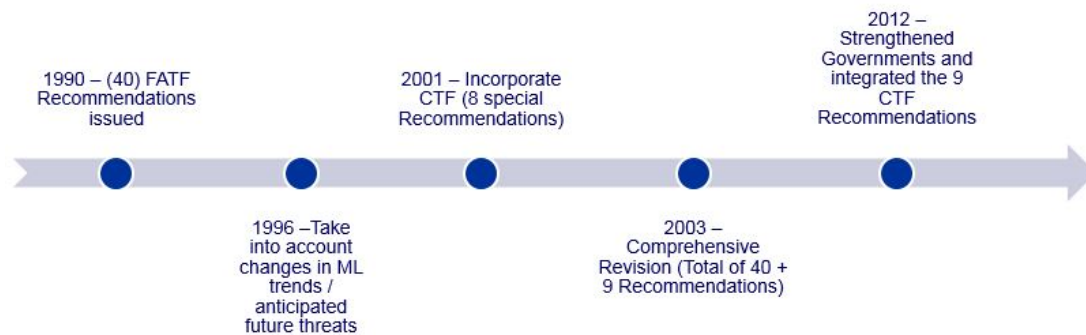 1990 – (40) FATF
Recommendations
issued
1996 –Take
into account
changes in ML
trends /
anticipated
future threats
2001 – Incorporate
CTF (8 special
Recommendations)
2003 –
Comprehensive
Revision (Total of 40 +
9 Recommendations)
2012 –
Strengthened
Governments and
integrated the 9
CTF
Recommendations